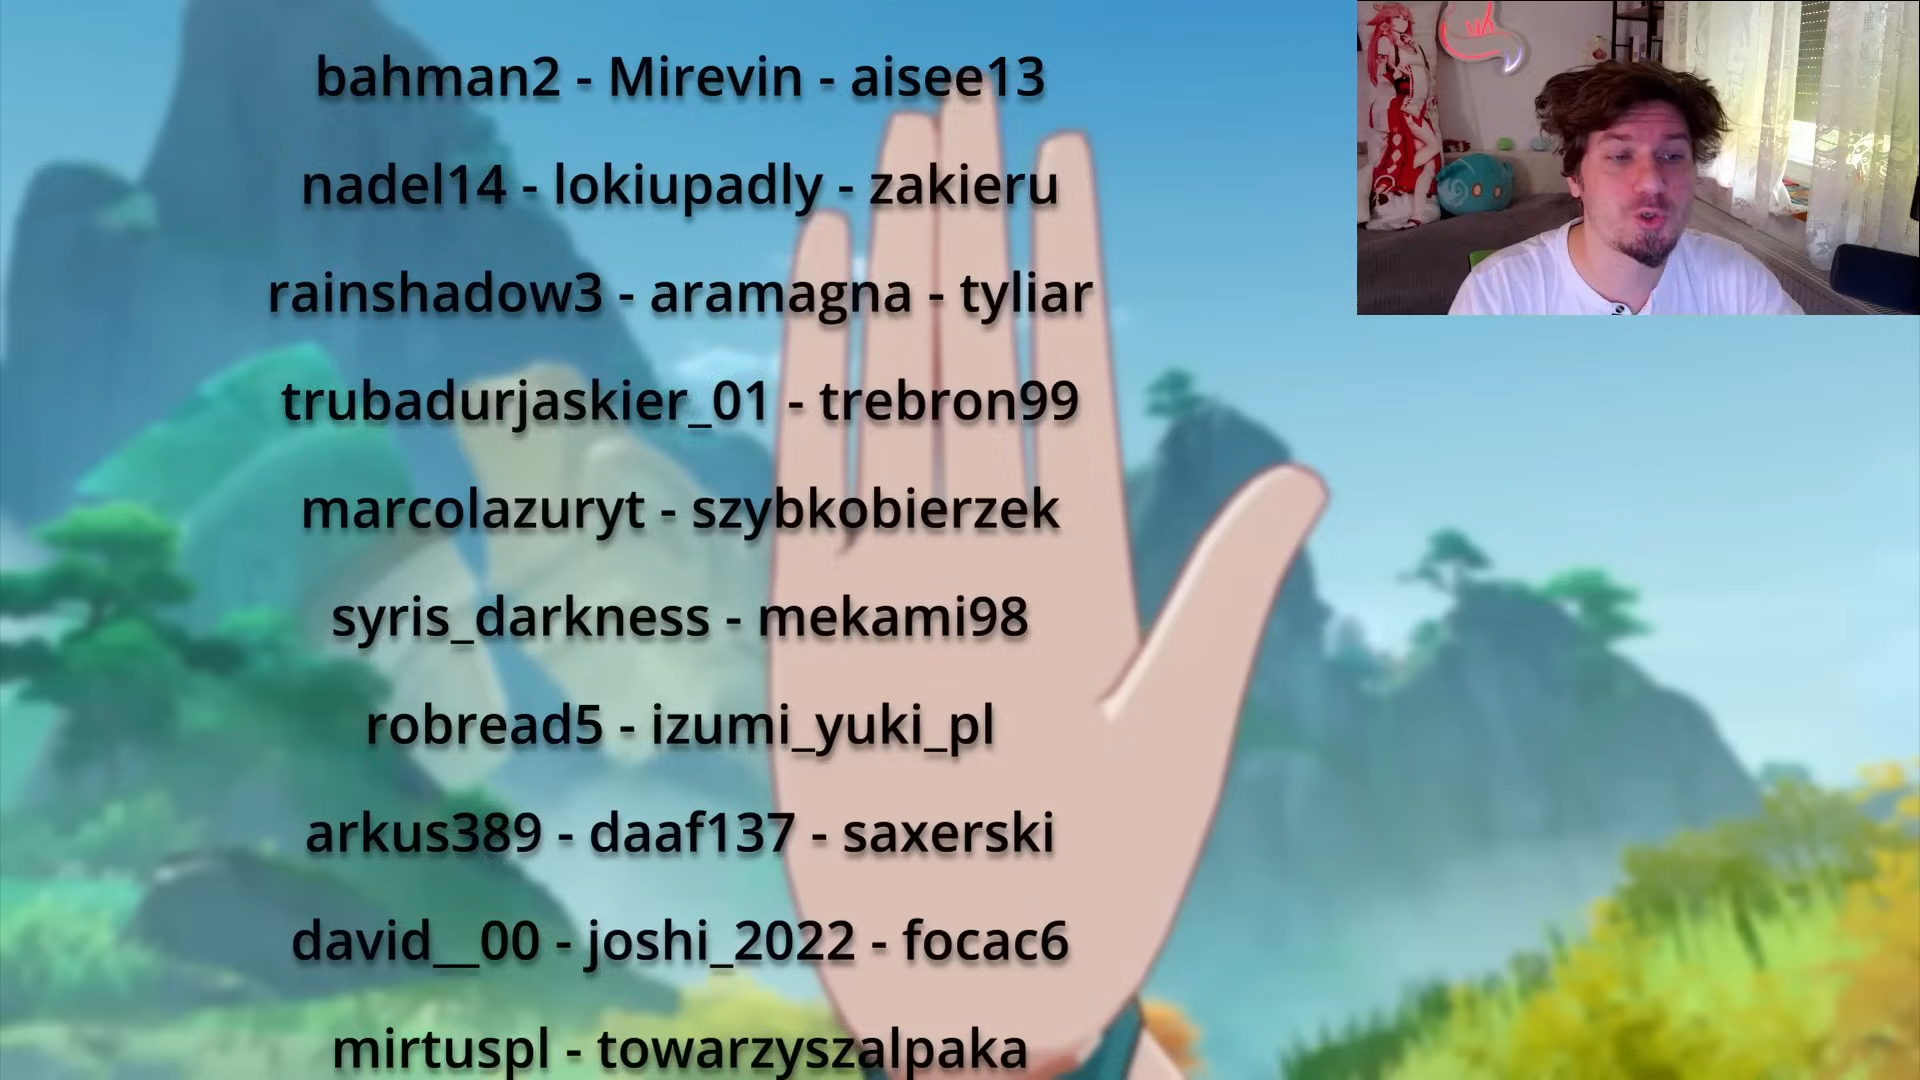 bahman2 - Mirevin - aisee13
nadel14 - lokiupadly - zakieru
rainshadow3 - aramagna - tyliar
trubadurjaskier_01 - trebron99
marcolazuryt - szybkobierzek
syris_darkness - mekami98
robread5 - izumi_yuki_pl
arkus389 - daaf137 - saxerski
david__00 - joshi_2022 - focac6
mirtuspl - towarzyszalpaka